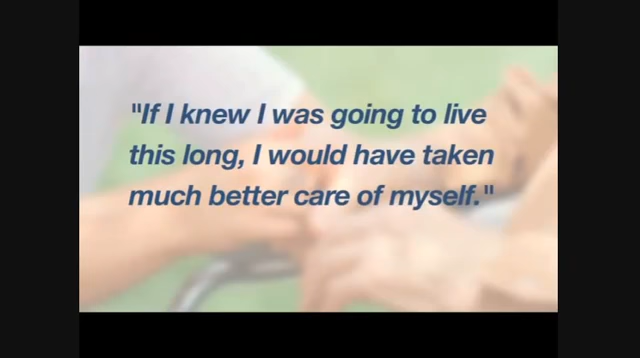 "If I knew I was going to live
this long, I would have taken
much better care of myself."